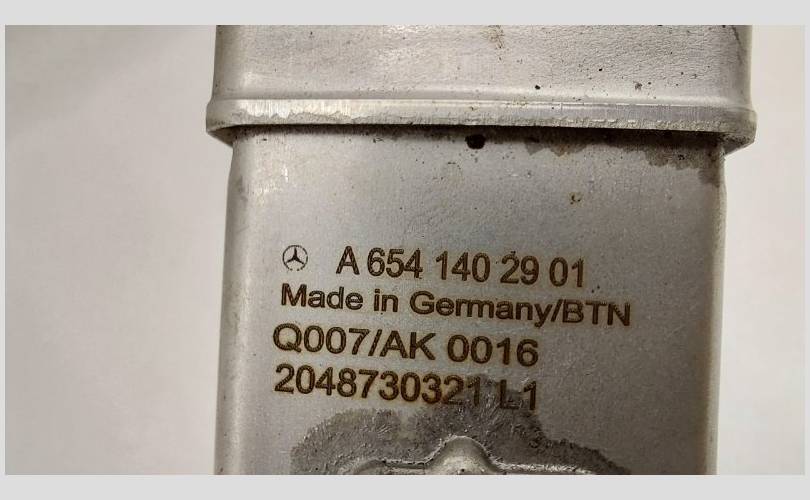 A 654 140 29 01
Made in Germany/BTN
Q007/AK 0016
2048730321 L1